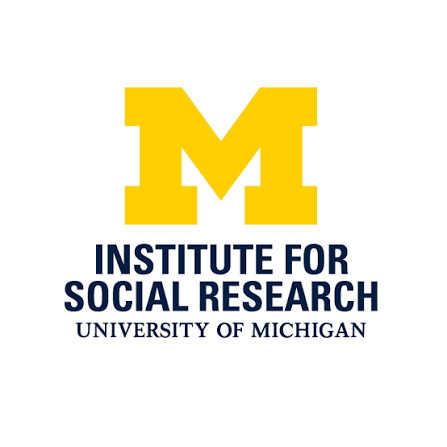 M
INSTITUTE FOR
SOCIAL RESEARCH
UNIVERSITY OF MICHIGAN